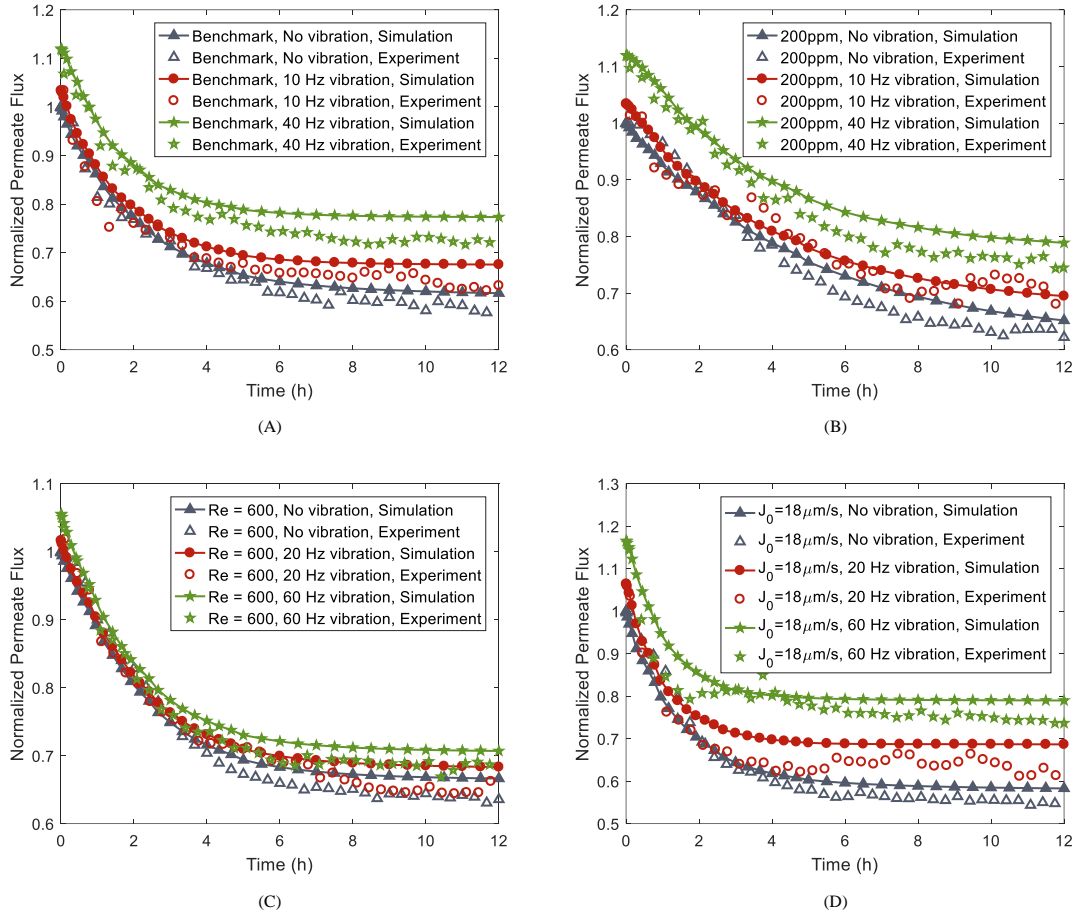 1.2
1.1
1
0.9
0.8
0.7
0.6
0.5
Normalized Permeate Flux
Benchmark, No vibration, Simulation
Benchmark, No vibration, Experiment
Benchmark, 10 Hz vibration, Simulation
Benchmark, 10 Hz vibration, Experiment
Benchmark, 40 Hz vibration, Simulation
Benchmark, 40 Hz vibration, Experiment
0 2 4 6 8 10 12
Time (h)
(A)
1.2
1.1
1
0.9
0.8
0.7
0.6
Normalized Permeate Flux
200ppm, No vibration, Simulation
200ppm, No vibration, Experiment
200ppm, 10 Hz vibration, Simulation
200ppm, 10 Hz vibration, Experiment
200ppm, 40 Hz vibration, Simulation
200ppm, 40 Hz vibration, Experiment
0 2 4 6 8 10 12
Time (h)
(B)
1.1
1
0.9
0.8
0.7
0.6
Normalized Permeate Flux
Re = 600, No vibration, Simulation
Re = 600, No vibration, Experiment
Re = 600, 20 Hz vibration, Simulation
Re = 600, 20 Hz vibration, Experiment
Re = 600, 60 Hz vibration, Simulation
Re = 600, 60 Hz vibration, Experiment
0 2 4 6 8 10 12
Time (h)
(C)
1.3
1.2
1.1
1
0.9
0.8
0.7
0.6
0.5
Normalized Permeate Flux
J₀=18μm/s, No vibration, Simulation
J₀=18μm/s, No vibration, Experiment
J₀=18μm/s, 20 Hz vibration, Simulation
J₀=18μm/s, 20 Hz vibration, Experiment
J₀=18μm/s, 60 Hz vibration, Simulation
J₀=18μm/s, 60 Hz vibration, Experiment
0 2 4 6 8 10 12
Time (h)
(D)